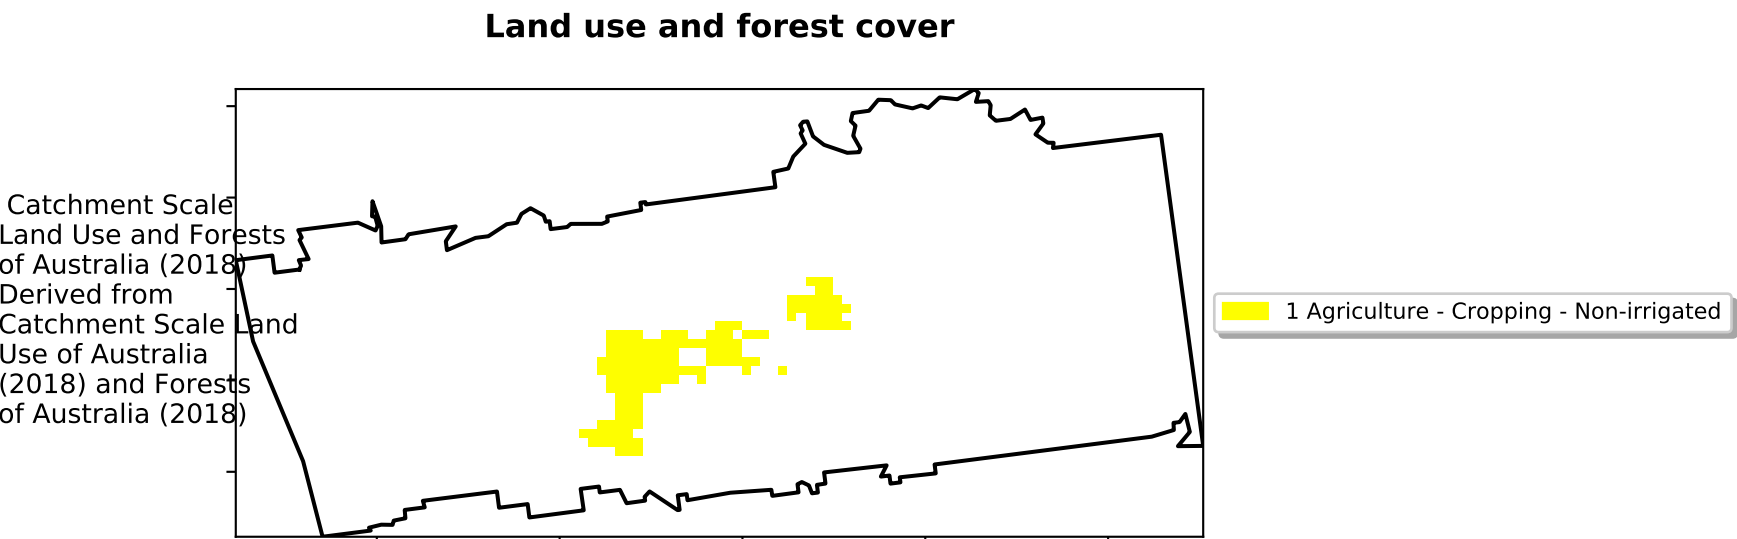 Land use and forest cover
Catchment Scale
Land Use and Forests
of Australia (2018)
Derived from
Catchment Scale Land
Use of Australia
(2018) and Forests
of Australia (2018)
1 Agriculture - Cropping - Non-irrigated